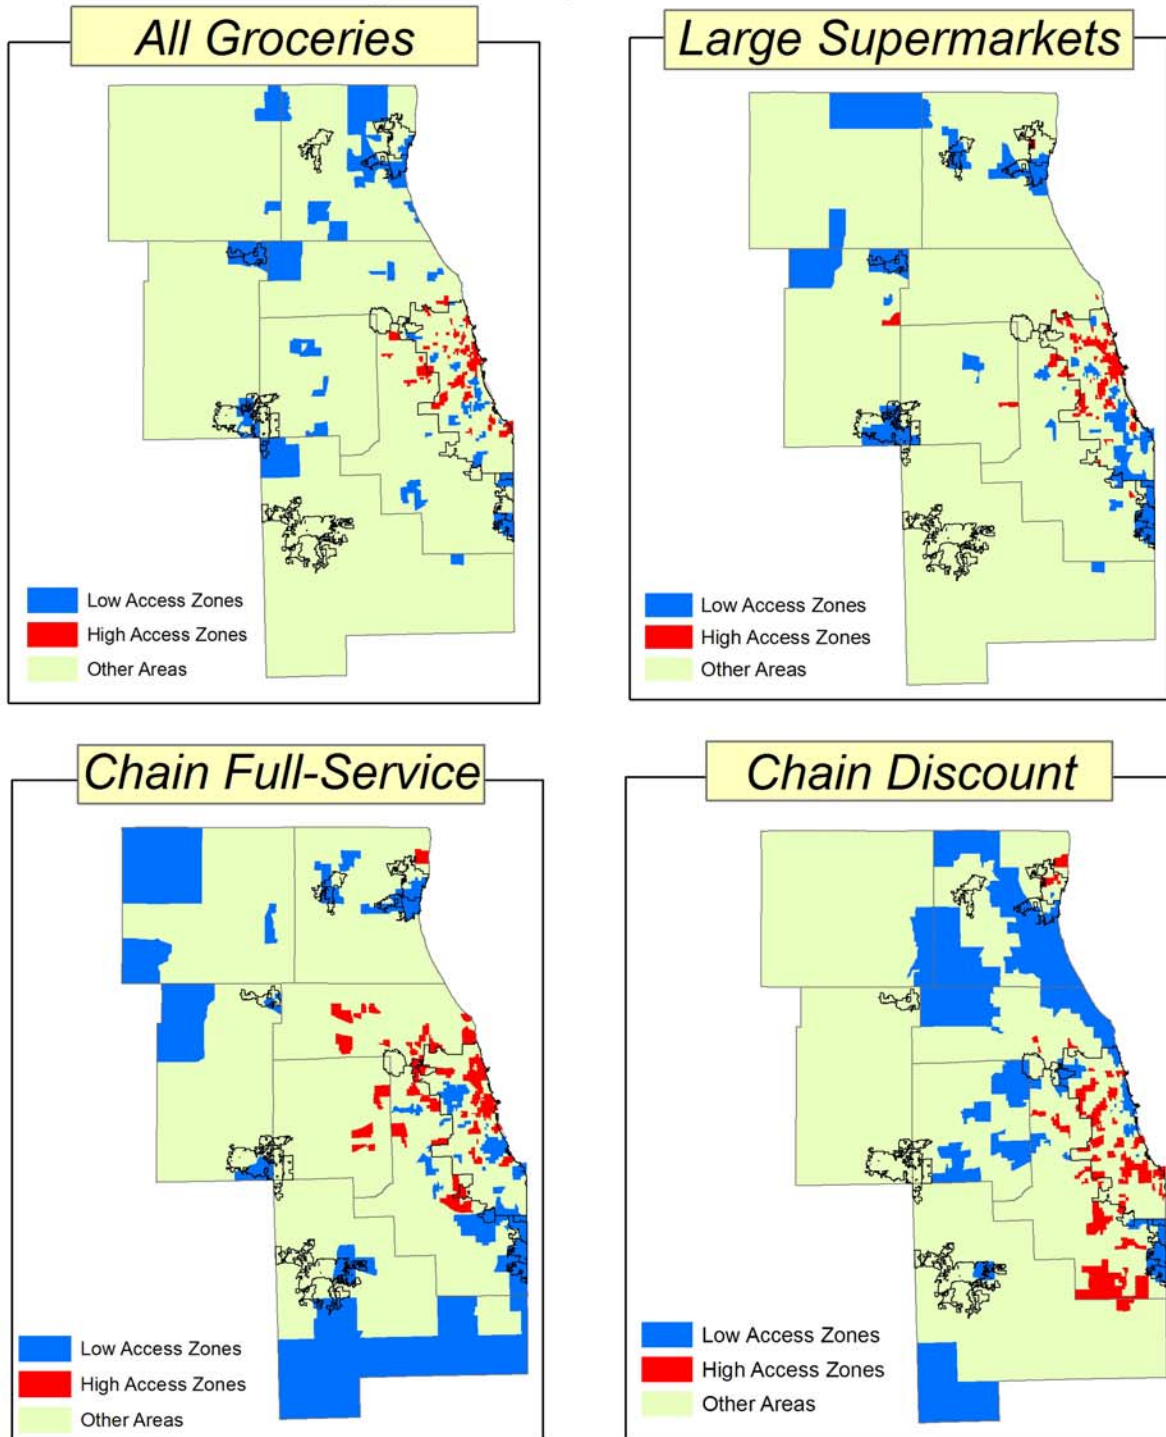 All Groceries
Large Supermarkets
Low Access Zones
High Access Zones
Other Areas
Low Access Zones
High Access Zones
Other Areas
Chain Full-Service
Chain Discount
Low Access Zones
High Access Zones
Other Areas
Low Access Zones
High Access Zones
Other Areas